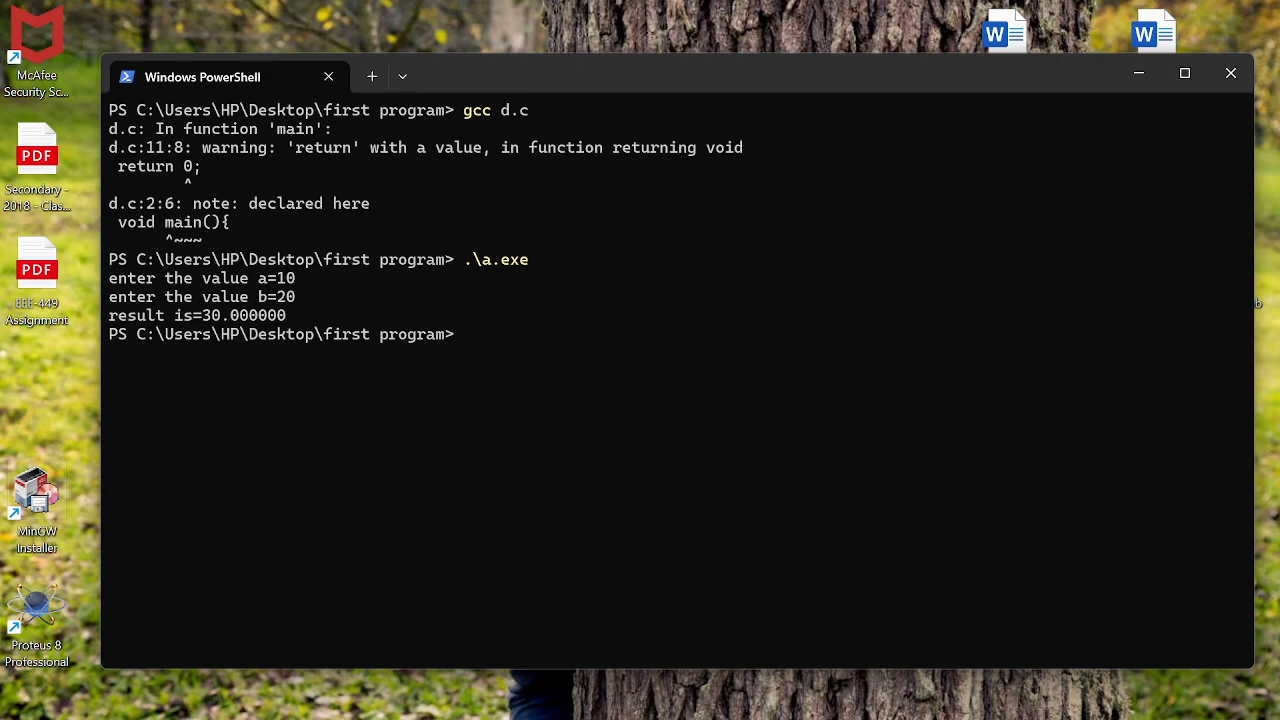 McAfee
Security Sc...
PDF
Secondary -
2018 - Clas...
PDF
EEE-449
Assignment
MinGW
Installer
Proteus 8
Professional
W
W
Windows PowerShell
PS C:\Users\HP\Desktop\first program> gcc d.c
d.c: In function 'main':
d.c:11:8: warning: 'return' with a value, in function returning void
 return 0;
        ^
d.c:2:6: note: declared here
 void main(){
      ^~~~
PS C:\Users\HP\Desktop\first program> .\a.exe
enter the value a=10
enter the value b=20
result is=30.000000
PS C:\Users\HP\Desktop\first program>